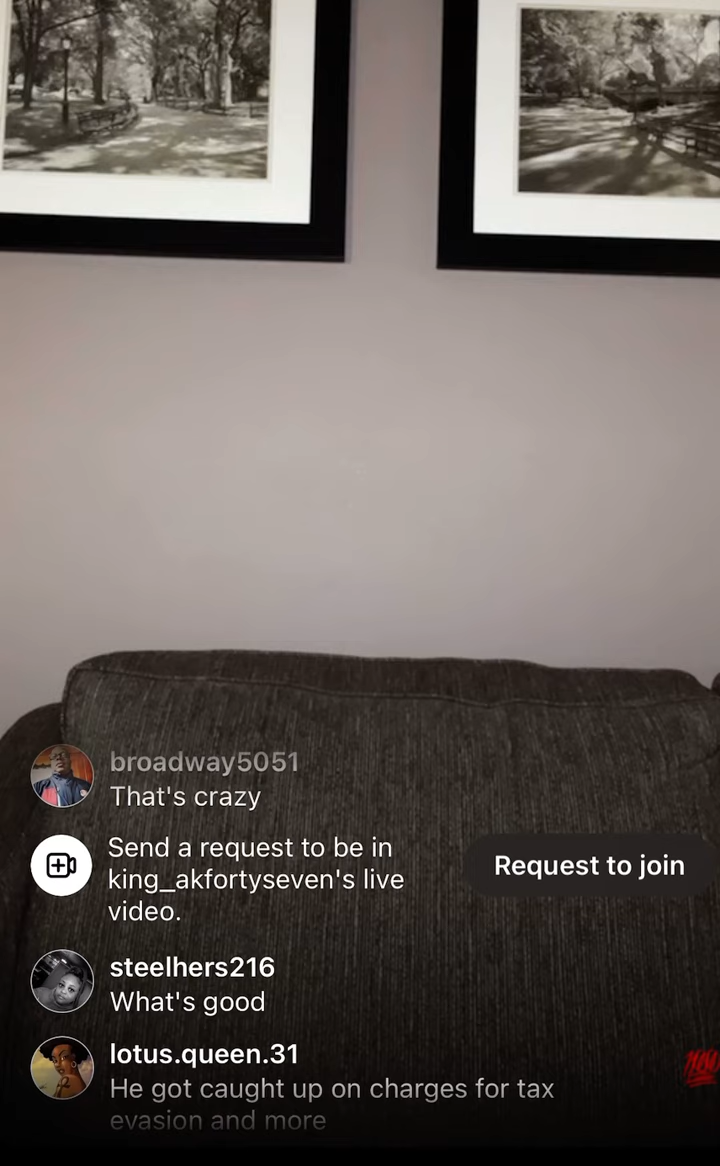 broadway5051
That's crazy
Send a request to be in
king_akfortyseven's live
video.
Request to join
steelhers216
What's good
lotus.queen.31
He got caught up on charges for tax
evasion and more